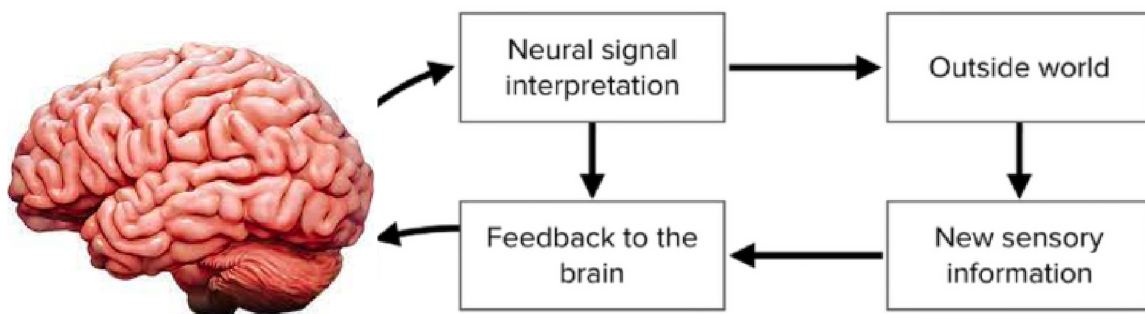 Neural signal
interpretation
Outside world
Feedback to the
brain
New sensory
information